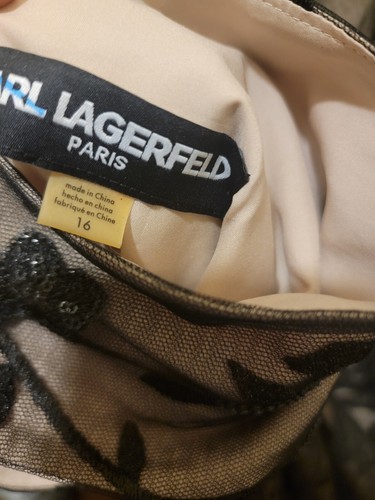 ARL LAGERFELD
PARIS
made in China
hecho en china
fabriqué en Chine
16